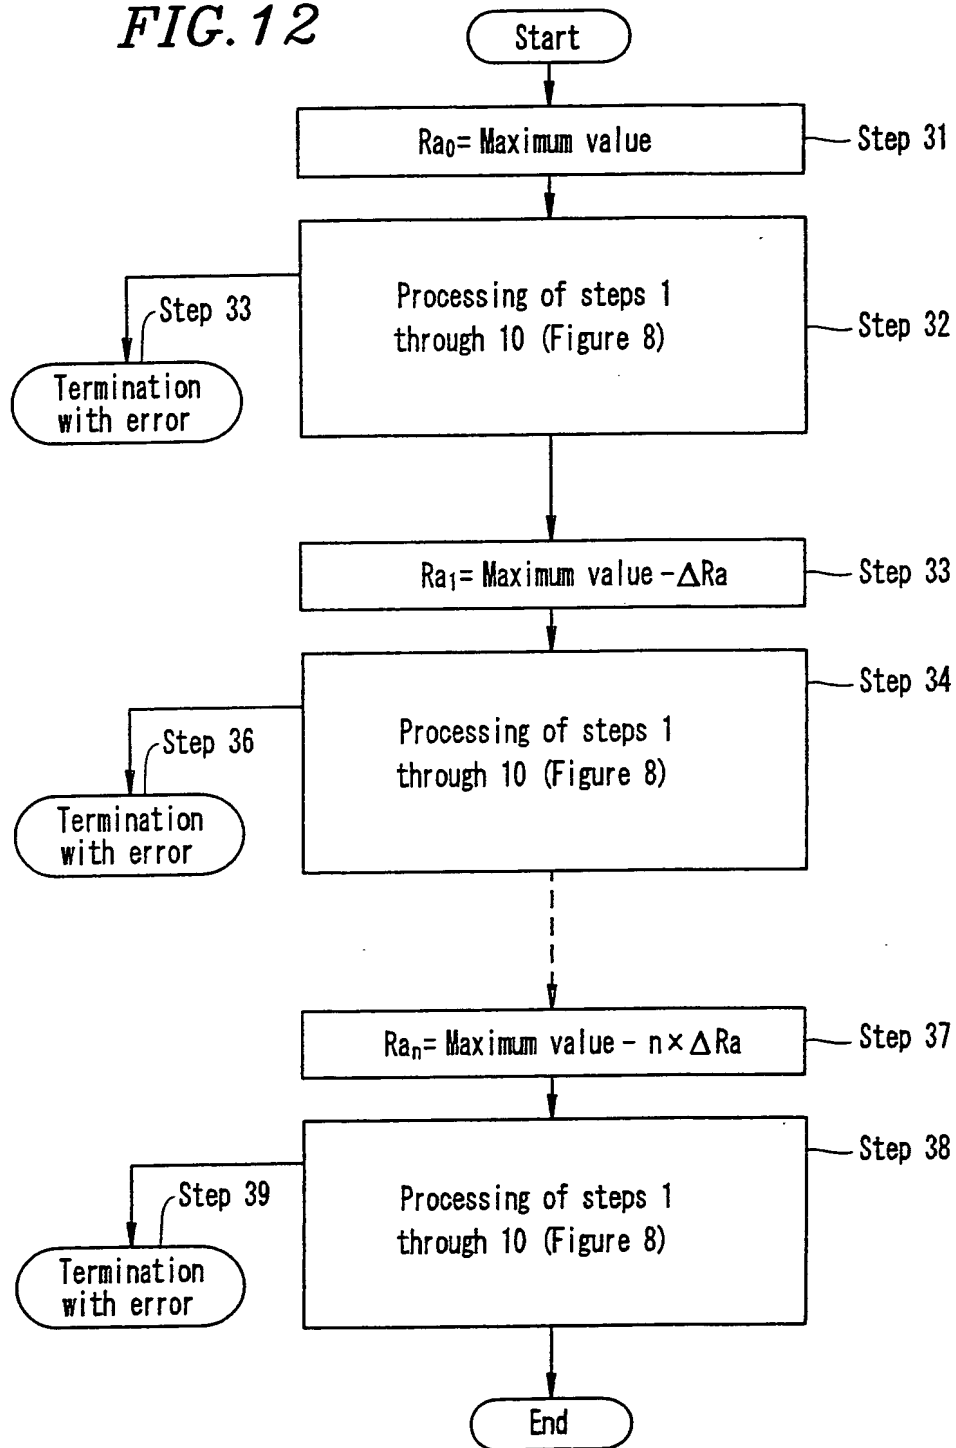 FIG. 12
Start
Ra₀= Maximum value
Step 31
Processing of steps 1
through 10 (Figure 8)
Step 32
Step 33
Termination
with error
Ra₁= Maximum value -ΔRa
Step 33
Processing of steps 1
through 10 (Figure 8)
Step 34
Step 36
Termination
with error
Raₙ= Maximum value - n× ΔRa
Step 37
Processing of steps 1
through 10 (Figure 8)
Step 38
Step 39
Termination
with error
End